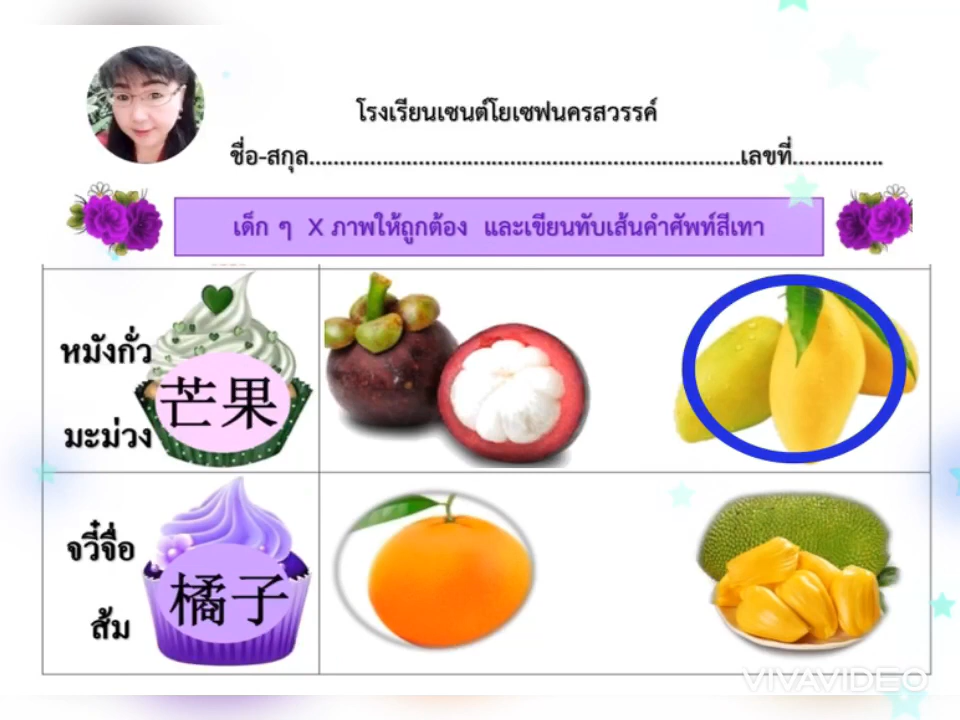 โรงเรียนเซนต์โยเซฟนครสวรรค์
ชื่อ-สกุล........................................................................เลขที่...............
เด็ก ๆ X ภาพให้ถูกต้อง และเขียนทับเส้นคำศัพท์สีเทา
หมังกั่ว
芒果
มะม่วง
จวี๋จื่อ
橘子
ส้ม
VIVAVIDEO